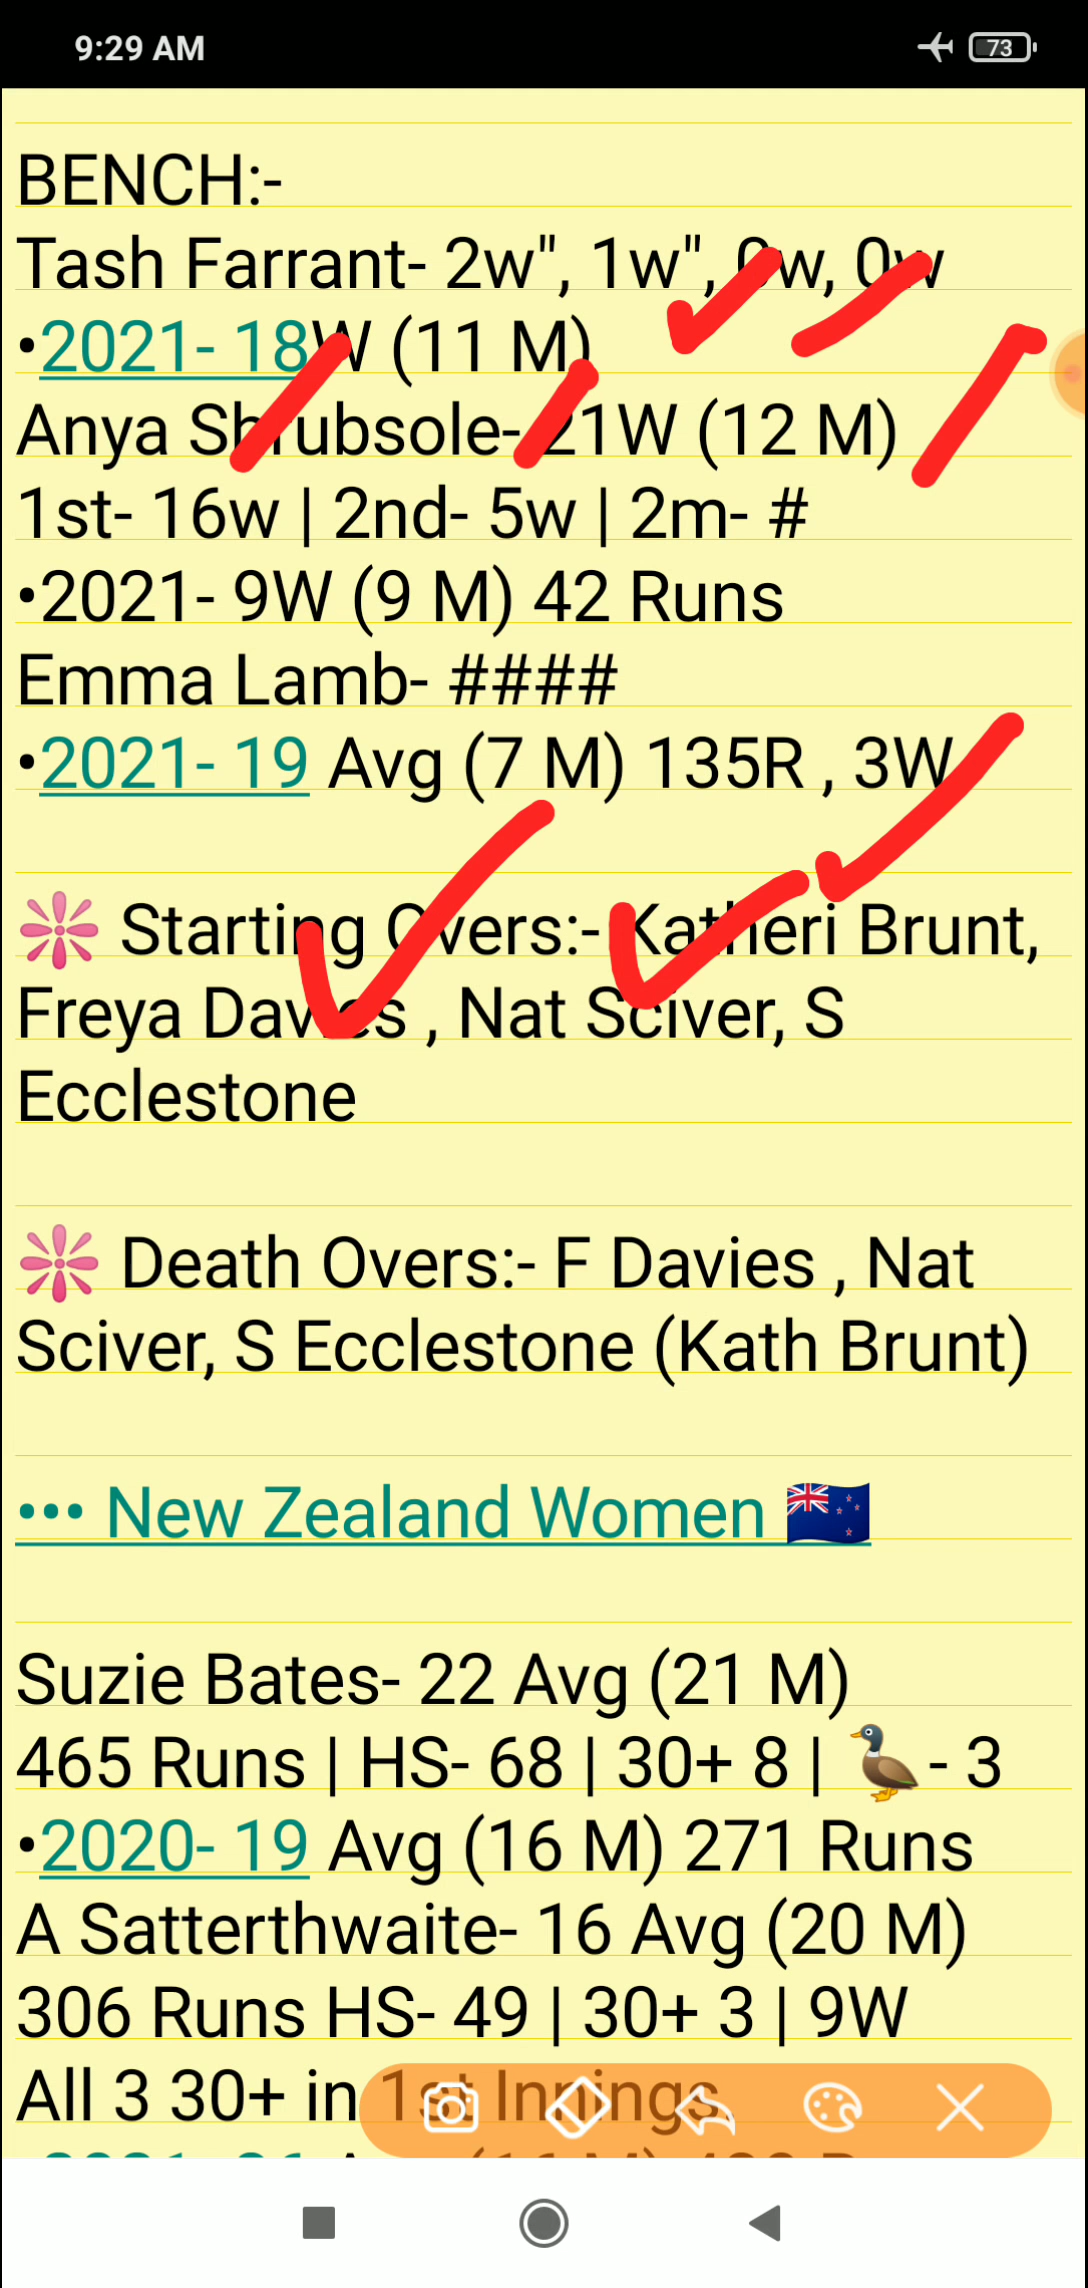 9:29 AM
73
BENCH:-
Tash Farrant- 2w", 1w", 0w, 0w
•2021- 18W (11 M)
Anya Shrubsole- 21W (12 M)
1st- 16w | 2nd- 5w | 2m- #
•2021- 9W (9 M) 42 Runs
Emma Lamb- ####
•2021- 19 Avg (7 M) 135R , 3W
Starting Overs:- Katheri Brunt,
Freya Davies , Nat Sciver, S
Ecclestone
Death Overs:- F Davies , Nat
Sciver, S Ecclestone (Kath Brunt)
••• New Zealand Women 🇳🇿
Suzie Bates- 22 Avg (21 M)
465 Runs | HS- 68 | 30+ 8 | 🦆- 3
•2020- 19 Avg (16 M) 271 Runs
A Satterthwaite- 16 Avg (20 M)
306 Runs HS- 49 | 30+ 3 | 9W
All 3 30+ in 1st Innings